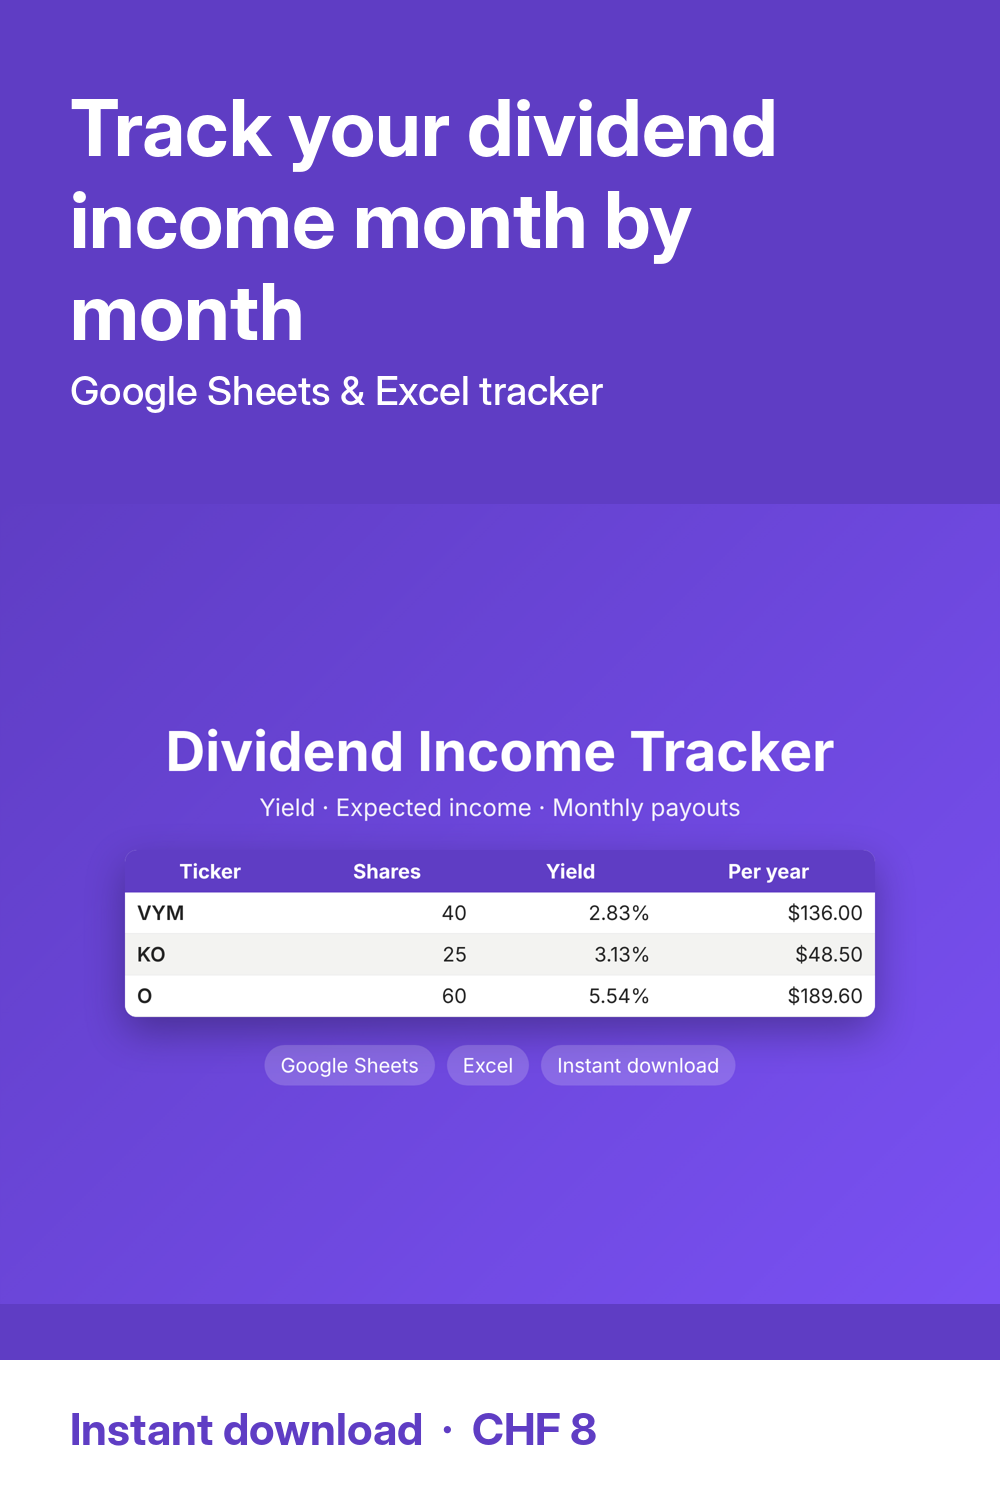 Track your dividend
income month by
month
Google Sheets & Excel tracker
Dividend Income Tracker
Yield · Expected income · Monthly payouts
Ticker Shares Yield Per year
VYM 40 2.83% $136.00
KO 25 3.13% $48.50
O 60 5.54% $189.60
Google Sheets Excel Instant download
Instant download · CHF 8